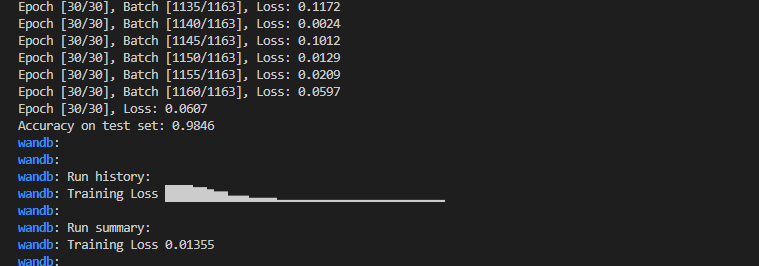 Epoch [30/30], Batch [1135/1163], Loss: 0.1172
Epoch [30/30], Batch [1140/1163], Loss: 0.0024
Epoch [30/30], Batch [1145/1163], Loss: 0.1012
Epoch [30/30], Batch [1150/1163], Loss: 0.0129
Epoch [30/30], Batch [1155/1163], Loss: 0.0209
Epoch [30/30], Batch [1160/1163], Loss: 0.0597
Epoch [30/30], Loss: 0.0607
Accuracy on test set: 0.9846
wandb:
wandb:
wandb: Run history:
wandb: Training Loss
wandb:
wandb: Run summary:
wandb: Training Loss 0.01355
wandb: